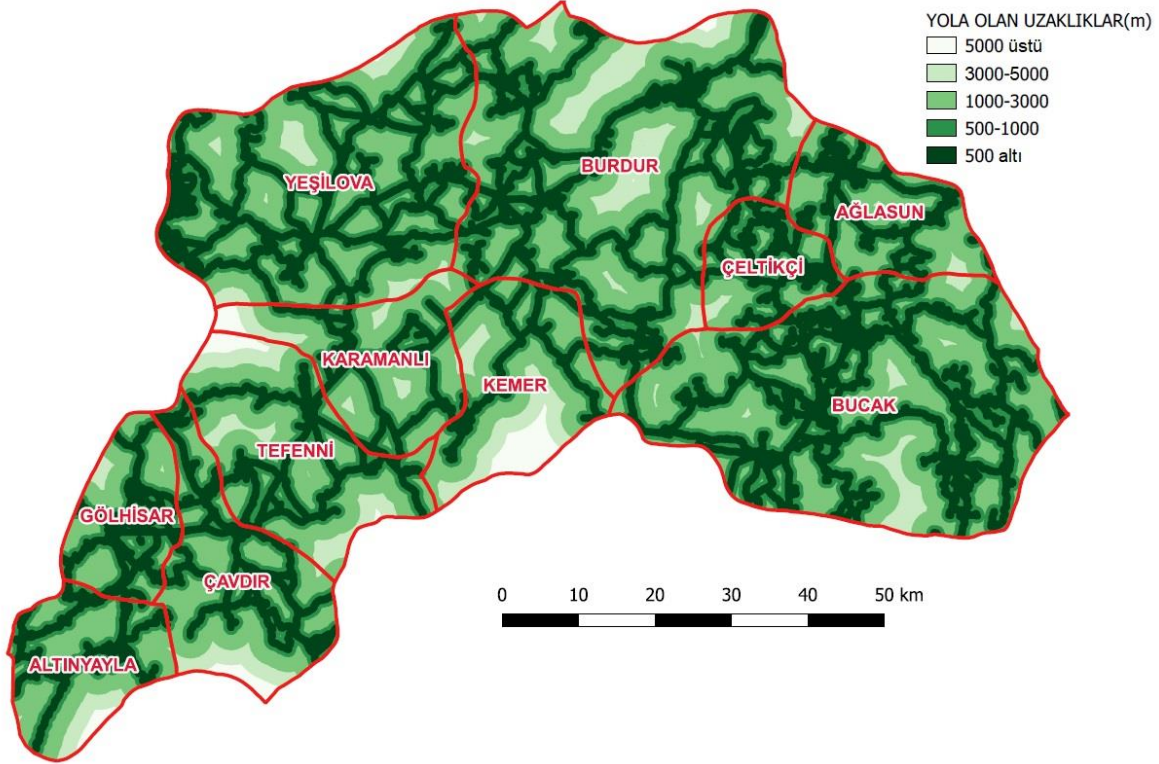 YOLA OLAN UZAKLIKLAR(m)
5000 üstü
3000-5000
1000-3000
500-1000
500 altı
BURDUR
YEŞİLOVA
AĞLASUN
ÇELTİKÇİ
KARAMANLI
KEMER
BUCAK
TEFENNİ
GÖLHİSAR
ÇAVDIR
ALTINYAYLA
0 10 20 30 40 50 km